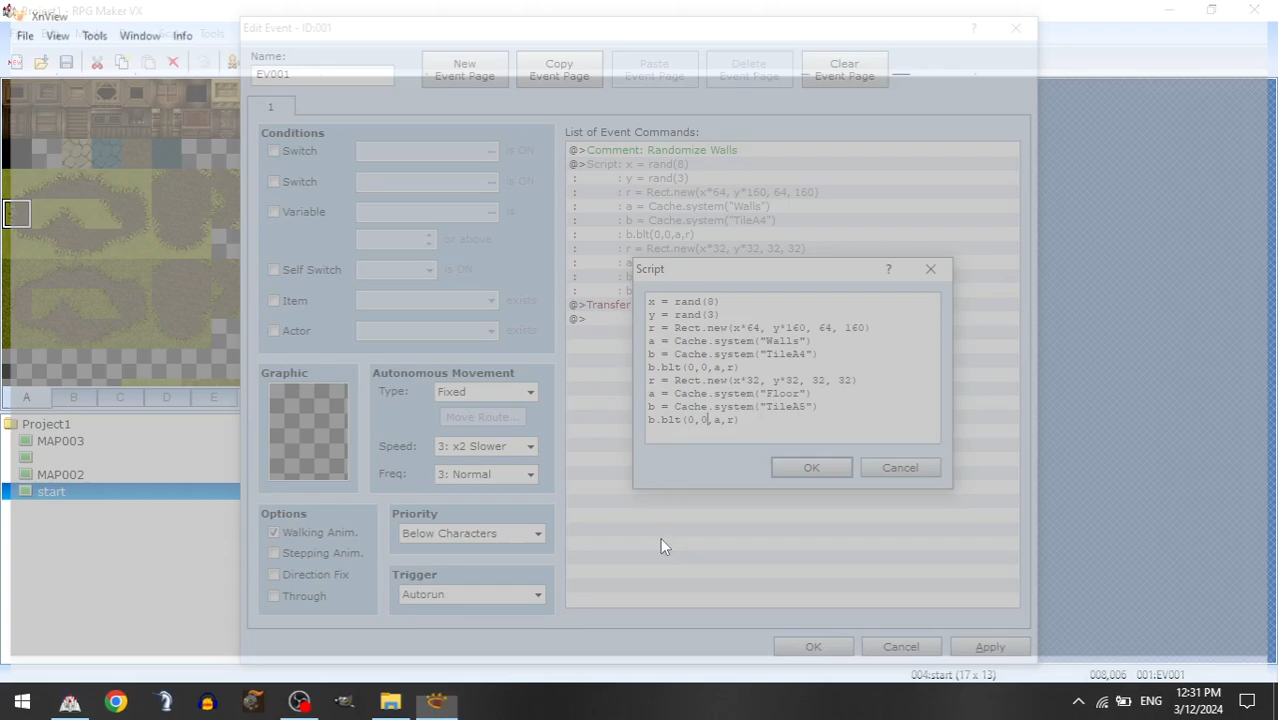 Project1 - RPG Maker VX
XnView
File View Tools Window Info
Edit Event - ID:001
Name:
EV001
New
Event Page
Copy
Event Page
Paste
Event Page
Delete
Event Page
Clear
Event Page
1
Conditions
Switch is ON
Switch is ON
Variable is
or above
Self Switch is ON
Item exists
Actor exists
Graphic
Autonomous Movement
Type: Fixed
Move Route...
Speed: 3: x2 Slower
Freq: 3: Normal
Options
Walking Anim.
Stepping Anim.
Direction Fix
Through
Priority
Below Characters
Trigger
Autorun
List of Event Commands:
@>Comment: Randomize Walls
@>Script: x = rand(8)
: : y = rand(3)
: : r = Rect.new(x*64, y*160, 64, 160)
: : a = Cache.system("Walls")
: : b = Cache.system("TileA4")
: : b.blt(0,0,a,r)
: : r = Rect.new(x*32, y*32, 32, 32)
: : a
: : b
: : b
@>Transfer
@>
Script
x = rand(8)
y = rand(3)
r = Rect.new(x*64, y*160, 64, 160)
a = Cache.system("Walls")
b = Cache.system("TileA4")
b.blt(0,0,a,r)
r = Rect.new(x*32, y*32, 32, 32)
a = Cache.system("Floor")
b = Cache.system("TileA5")
b.blt(0,0,a,r)
OK Cancel
OK Cancel Apply
A B C D E
Project1
MAP003
MAP002
start
004:start (17 x 13) 008,006 001:EV001
ENG
12:31 PM
3/12/2024